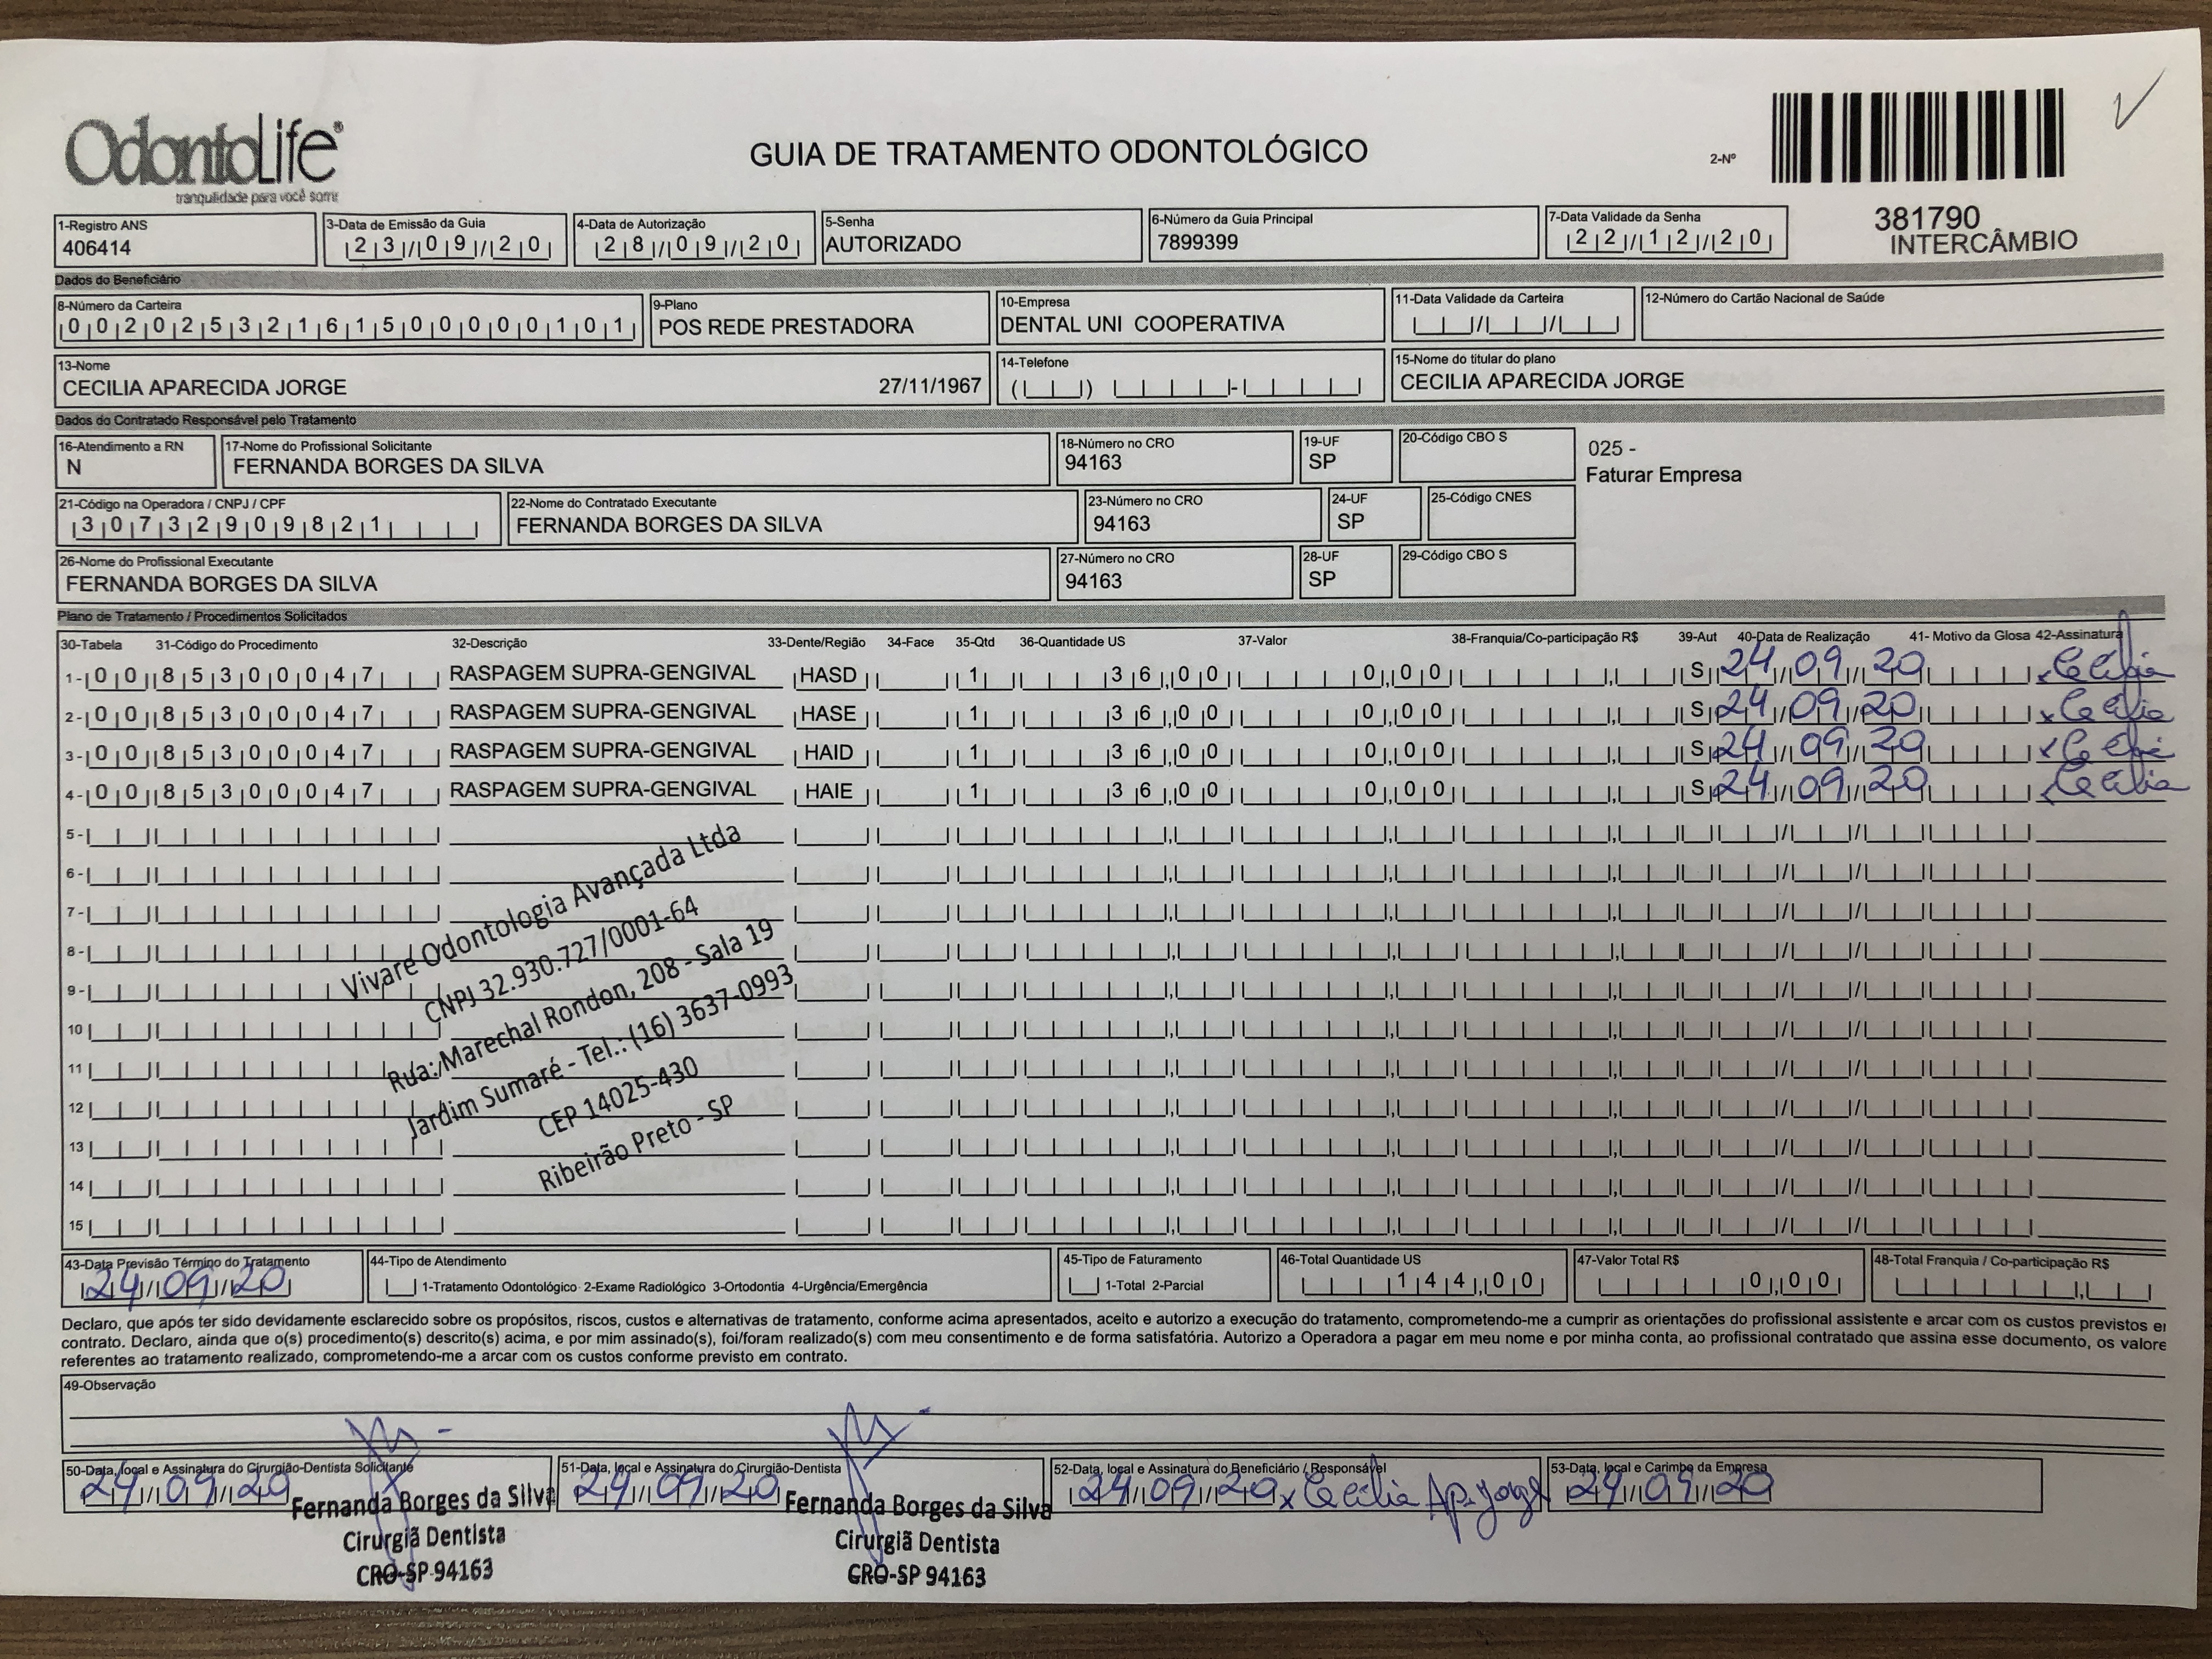 OdontoLife®
tranquilidade para você sorrir
GUIA DE TRATAMENTO ODONTOLÓGICO
2-Nº
381790
INTERCÂMBIO
1-Registro ANS
406414
3-Data de Emissão da Guia
23/09/20
4-Data de Autorização
28/09/20
5-Senha
AUTORIZADO
6-Número da Guia Principal
7899399
7-Data Validade da Senha
22/12/20
Dados do Beneficiário
8-Número da Carteira
00202532161500000101
9-Plano
POS REDE PRESTADORA
10-Empresa
DENTAL UNI COOPERATIVA
11-Data Validade da Carteira
12-Número do Cartão Nacional de Saúde
13-Nome
CECILIA APARECIDA JORGE 27/11/1967
14-Telefone
15-Nome do titular do plano
CECILIA APARECIDA JORGE
Dados do Contratado Responsável pelo Tratamento
16-Atendimento a RN
N
17-Nome do Profissional Solicitante
FERNANDA BORGES DA SILVA
18-Número no CRO
94163
19-UF
SP
20-Código CBO S
025 -
Faturar Empresa
21-Código na Operadora / CNPJ / CPF
30732909821
22-Nome do Contratado Executante
FERNANDA BORGES DA SILVA
23-Número no CRO
94163
24-UF
SP
25-Código CNES
26-Nome do Profissional Executante
FERNANDA BORGES DA SILVA
27-Número no CRO
94163
28-UF
SP
29-Código CBO S
Plano de Tratamento / Procedimentos Solicitados
30-Tabela 31-Código do Procedimento 32-Descrição 33-Dente/Região 34-Face 35-Qtd 36-Quantidade US 37-Valor 38-Franquia/Co-participação R$ 39-Aut 40-Data de Realização 41- Motivo da Glosa 42-Assinatura
1- 00 85300047 RASPAGEM SUPRA-GENGIVAL HASD 1 36,00 0,00 S 24/09/20 x Cecilia
2- 00 85300047 RASPAGEM SUPRA-GENGIVAL HASE 1 36,00 0,00 S 24/09/20 x Cecilia
3- 00 85300047 RASPAGEM SUPRA-GENGIVAL HAID 1 36,00 0,00 S 24/09/20 x Cecilia
4- 00 85300047 RASPAGEM SUPRA-GENGIVAL HAIE 1 36,00 0,00 S 24/09/20 x Cecilia
5-
6-
7-
8-
9-
10
11
12
13
14
15
Vivare Odontologia Avançada Ltda
CNPJ 32.930.727/0001-64
Rua: Marechal Rondon, 208 - Sala 19
Jardim Sumaré - Tel.: (16) 3637-0993
CEP 14025-430
Ribeirão Preto - SP
43-Data Previsão Término do Tratamento
24/09/20
44-Tipo de Atendimento
1-Tratamento Odontológico 2-Exame Radiológico 3-Ortodontia 4-Urgência/Emergência
45-Tipo de Faturamento
1-Total 2-Parcial
46-Total Quantidade US
144,00
47-Valor Total R$
0,00
48-Total Franquia / Co-participação R$
Declaro, que após ter sido devidamente esclarecido sobre os propósitos, riscos, custos e alternativas de tratamento, conforme acima apresentados, aceito e autorizo a execução do tratamento, comprometendo-me a cumprir as orientações do profissional assistente e arcar com os custos previstos e
contrato. Declaro, ainda que o(s) procedimento(s) descrito(s) acima, e por mim assinado(s), foi/foram realizado(s) com meu consentimento e de forma satisfatória. Autorizo a Operadora a pagar em meu nome e por minha conta, ao profissional contratado que assina esse documento, os valore
referentes ao tratamento realizado, comprometendo-me a arcar com os custos conforme previsto em contrato.
49-Observação
50-Data, local e Assinatura do Cirurgião-Dentista Solicitante
24/09/20
Fernanda Borges da Silva
Cirurgiã Dentista
CRO-SP 94163
51-Data, local e Assinatura do Cirurgião-Dentista
24/09/20
Fernanda Borges da Silva
Cirurgiã Dentista
CRO-SP 94163
52-Data, local e Assinatura do Beneficiário / Responsável
24/09/20 x Cecilia Ap. Jorge
53-Data, local e Carimbo da Empresa
24/09/20